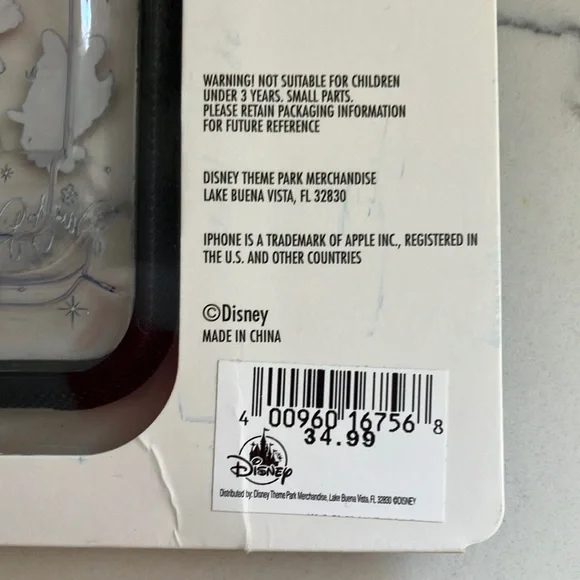 WARNING! NOT SUITABLE FOR CHILDREN
UNDER 3 YEARS. SMALL PARTS.
PLEASE RETAIN PACKAGING INFORMATION
FOR FUTURE REFERENCE
DISNEY THEME PARK MERCHANDISE
LAKE BUENA VISTA, FL 32830
IPHONE IS A TRADEMARK OF APPLE INC., REGISTERED IN
THE U.S. AND OTHER COUNTRIES
©Disney
MADE IN CHINA
4 00960 16756 8
34.99
DISNEY
Distributed by: Disney Theme Park Merchandise, Lake Buena Vista, FL 32830 ©DISNEY